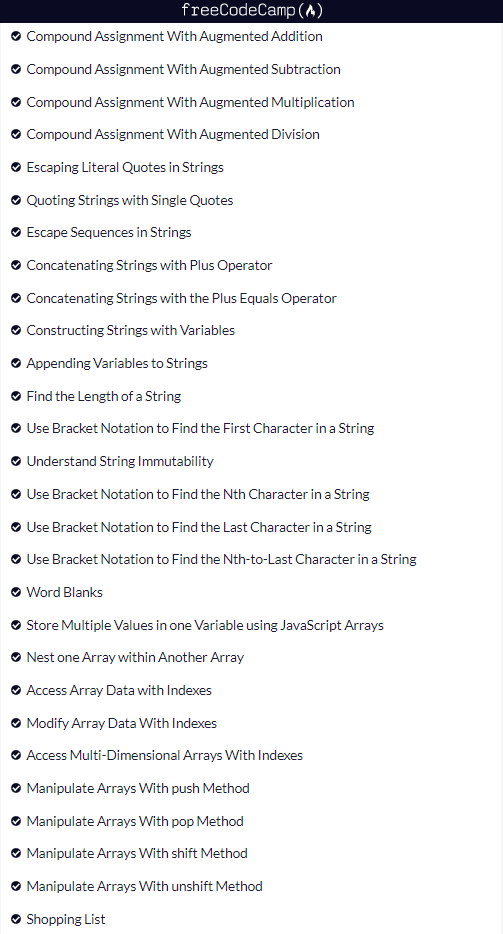 freeCodeCamp(🔥)
Compound Assignment With Augmented Addition
Compound Assignment With Augmented Subtraction
Compound Assignment With Augmented Multiplication
Compound Assignment With Augmented Division
Escaping Literal Quotes in Strings
Quoting Strings with Single Quotes
Escape Sequences in Strings
Concatenating Strings with Plus Operator
Concatenating Strings with the Plus Equals Operator
Constructing Strings with Variables
Appending Variables to Strings
Find the Length of a String
Use Bracket Notation to Find the First Character in a String
Understand String Immutability
Use Bracket Notation to Find the Nth Character in a String
Use Bracket Notation to Find the Last Character in a String
Use Bracket Notation to Find the Nth-to-Last Character in a String
Word Blanks
Store Multiple Values in one Variable using JavaScript Arrays
Nest one Array within Another Array
Access Array Data with Indexes
Modify Array Data With Indexes
Access Multi-Dimensional Arrays With Indexes
Manipulate Arrays With push Method
Manipulate Arrays With pop Method
Manipulate Arrays With shift Method
Manipulate Arrays With unshift Method
Shopping List